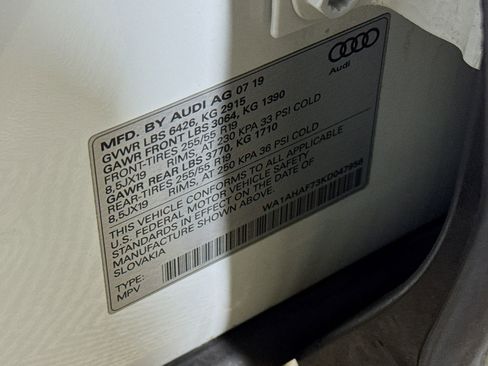 Audi
MFD. BY AUDI AG 07 19
GVWR LBS 6426, KG 2915
GAWR FRONT LBS 3064, KG 1390
FRONT-TIRES 255/55 R19
8,5JX19 RIMS, AT 230 KPA 33 PSI COLD
GAWR REAR LBS 3770, KG 1710
REAR-TIRES 255/55 R19
8,5JX19 RIMS, AT 250 KPA 36 PSI COLD
THIS VEHICLE CONFORMS TO ALL APPLICABLE
U.S. FEDERAL MOTOR VEHICLE SAFETY
STANDARDS IN EFFECT ON THE DATE OF
MANUFACTURE SHOWN ABOVE.
SLOVAKIA
WA1AHAF73KD047958
TYPE:
MPV